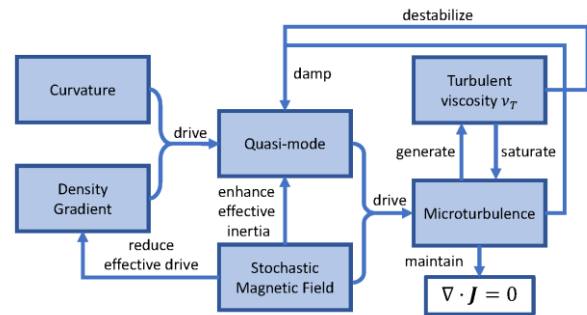 destabilize
damp
Curvature
Turbulent
viscosity ν_T
drive
Quasi-mode
generate
saturate
Density
Gradient
enhance
effective
inertia
drive
Microturbulence
reduce
effective drive
Stochastic
Magnetic Field
maintain
∇ · J = 0